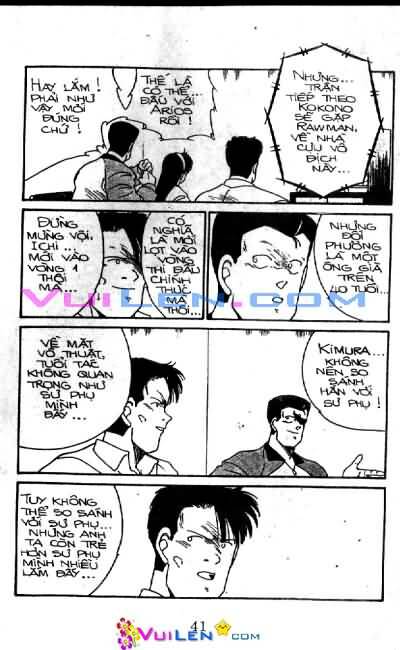 HAY LẮM!
PHẢI NHƯ
VẬY MỚI
ĐÚNG
CHỨ!
THẾ LÀ
CÓ THỂ
ĐẤU VỚI
ARIOS
RỒI!
NHƯNG...
TRẬN
TIẾP THEO
KOKONO
SẼ GẶP
RAWMAN,
VỀ NHÀ
CỰU VÔ
ĐỊCH
NÀY...
ĐỪNG
MỪNG VỘI,
ICHI...
MỚI VÀO
VÒNG 1
THÔI
MÀ...
CÓ
NGHĨA
LÀ MỚI
LỌT VÀO
VÒNG
THI ĐẤU
CHÍNH
THỨC
MÀ
THÔI...
NHƯNG
ĐỐI
PHƯƠNG
LÀ MỘT
ÔNG GIÀ
TRÊN
40 TUỔI...
VuiLen.com
VỀ MẶT
VÕ THUẬT,
TUỔI TÁC
KHÔNG QUAN
TRỌNG NHƯ
SƯ PHỤ
MÌNH
ĐẤY...
KIMURA...
KHÔNG
NÊN SO
SÁNH
HẮN VỚI
SƯ PHỤ!
TUY KHÔNG
THỂ SO SÁNH
VỚI SƯ PHỤ...
NHƯNG ANH
TA CÒN TRẺ
HƠN SƯ PHỤ
MÌNH NHIỀU
LẮM ĐẤY...
41
VuiLen.com